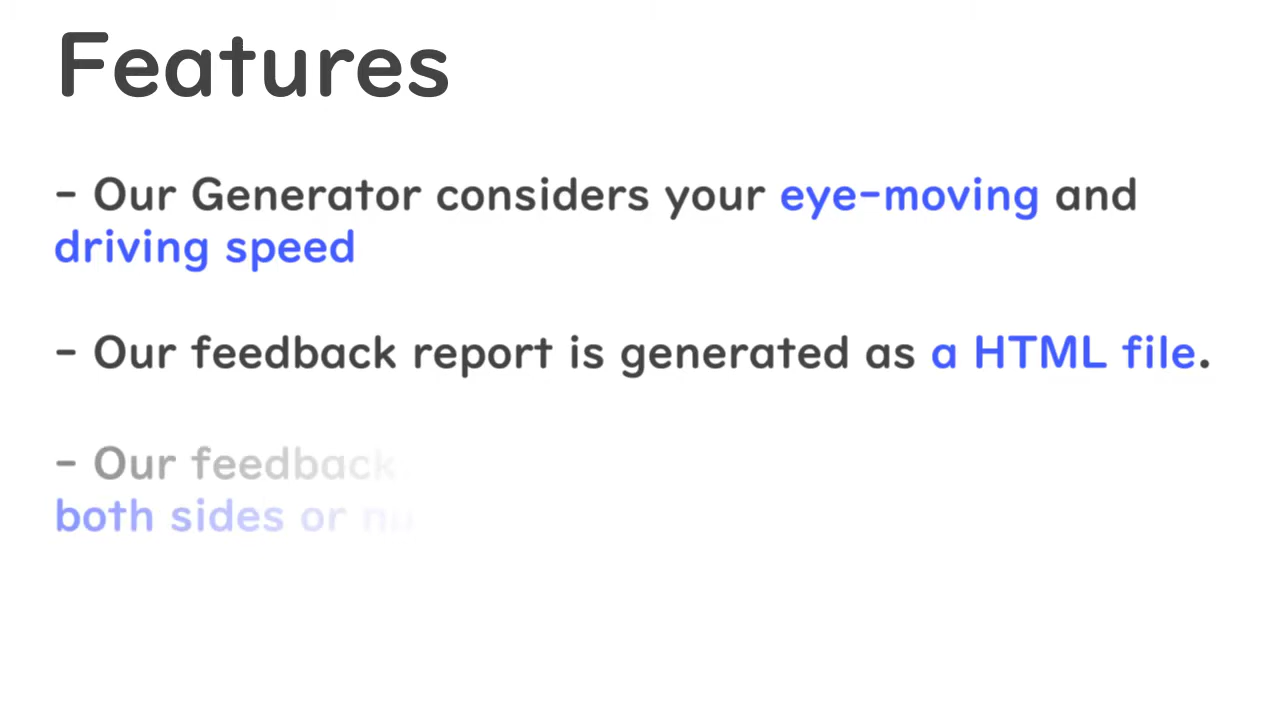 Features
- Our Generator considers your eye-moving and
driving speed
- Our feedback report is generated as a HTML file.
- Our feedback
both sides or